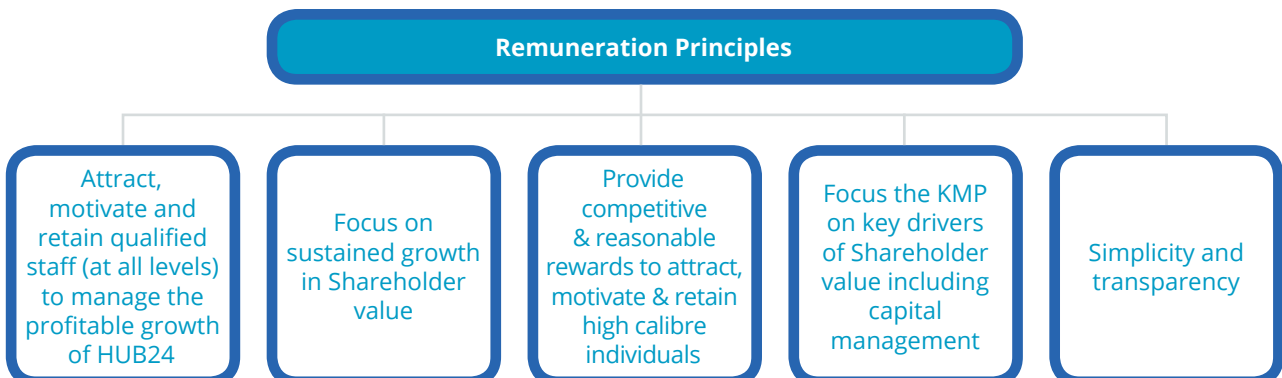 Remuneration Principles
Attract,
motivate and
retain qualified
staff (at all levels)
to manage the
profitable growth
of HUB24
Focus on
sustained growth
in Shareholder
value
Provide
competitive
& reasonable
rewards to attract,
motivate & retain
high calibre
individuals
Focus the KMP
on key drivers
of Shareholder
value including
capital
management
Simplicity and
transparency